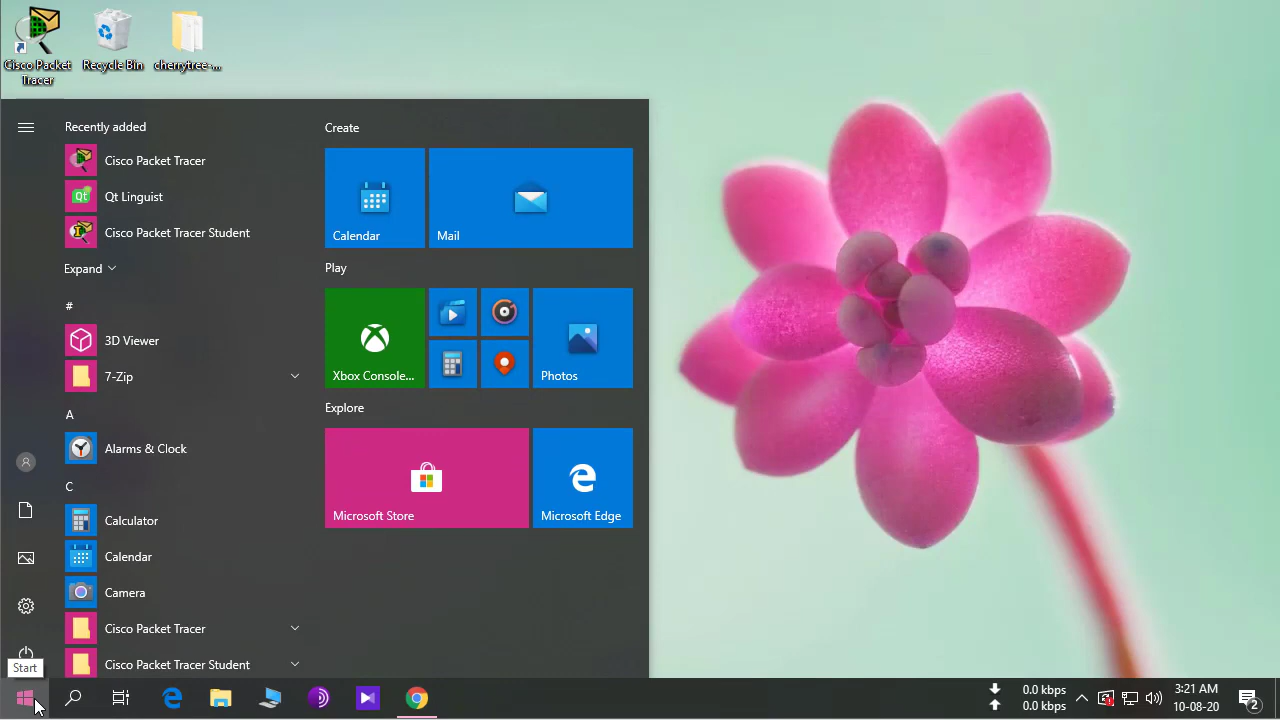 Cisco Packet
Tracer
Recycle Bin
cherrytree-...
Recently added
Cisco Packet Tracer
Qt
Qt Linguist
Cisco Packet Tracer Student
Expand
#
3D Viewer
7-Zip
A
Alarms & Clock
C
Calculator
Calendar
Camera
Cisco Packet Tracer
Cisco Packet Tracer Student
Create
Calendar
Mail
Play
Xbox Console...
Photos
Explore
Microsoft Store
Microsoft Edge
Start
0.0 kbps
0.0 kbps
3:21 AM
10-08-20
2